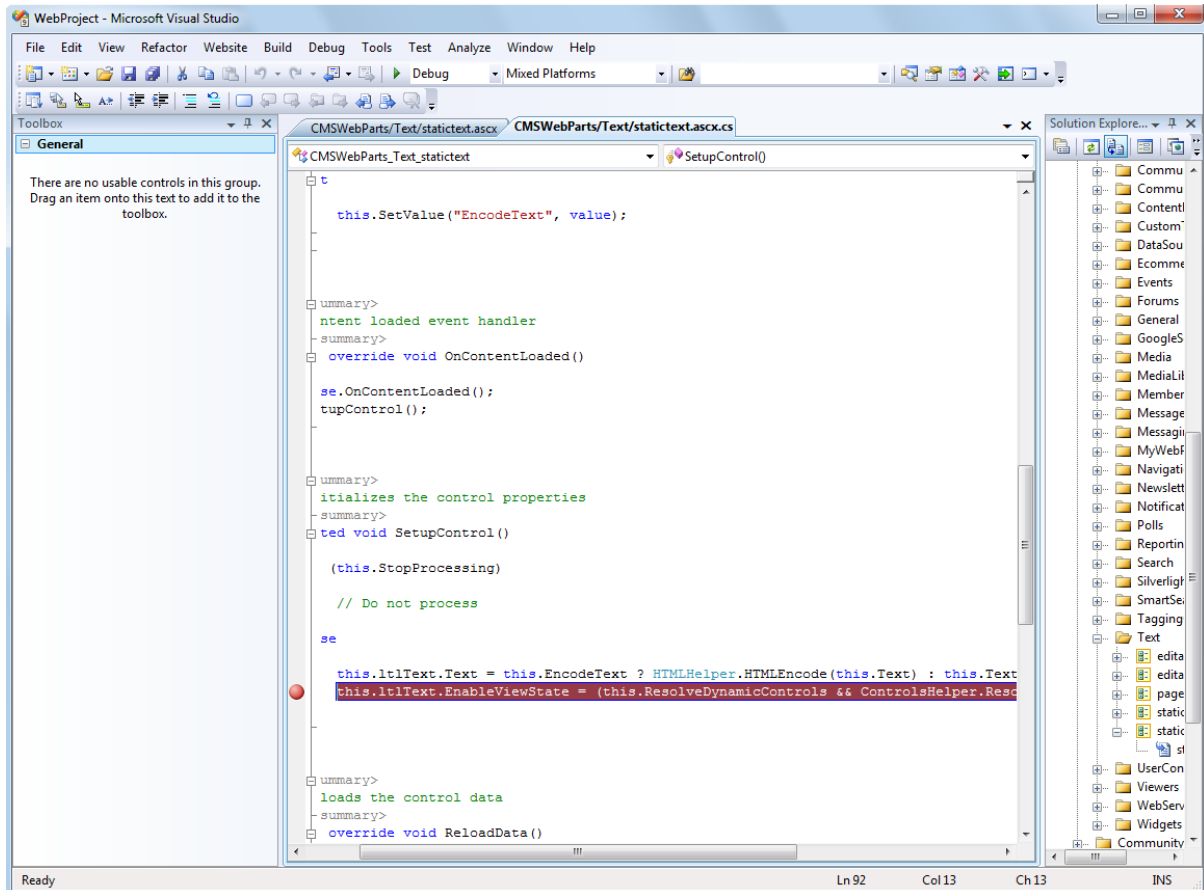 WebProject - Microsoft Visual Studio
File Edit View Refactor Website Build Debug Tools Test Analyze Window Help
Debug Mixed Platforms
Toolbox
General
There are no usable controls in this group.
Drag an item onto this text to add it to the
toolbox.
CMSWebParts/Text/statictext.ascx CMSWebParts/Text/statictext.ascx.cs
CMSWebParts_Text_statictext SetupControl()
t
this.SetValue("EncodeText", value);
ummary>
ntent loaded event handler
summary>
override void OnContentLoaded()
se.OnContentLoaded();
tupControl();
ummary>
itializes the control properties
summary>
ted void SetupControl()
(this.StopProcessing)
// Do not process
se
this.ltlText.Text = this.EncodeText ? HTMLHelper.HTMLEncode(this.Text) : this.Text
this.ltlText.EnableViewState = (this.ResolveDynamicControls && ControlsHelper.Reso
ummary>
loads the control data
summary>
override void ReloadData()
Solution Explore...
Commu
Commu
Contentl
Custom
DataSou
Ecomme
Events
Forums
General
GoogleS
Media
MediaLil
Member
Message
Messagi
MyWebF
Navigati
Newslett
Notificat
Polls
Reportin
Search
Silverligh
SmartSea
Tagging
Text
edita
edita
page
static
static
st
UserCon
Viewers
WebServ
Widgets
Community
Ready Ln 92 Col 13 Ch 13 INS